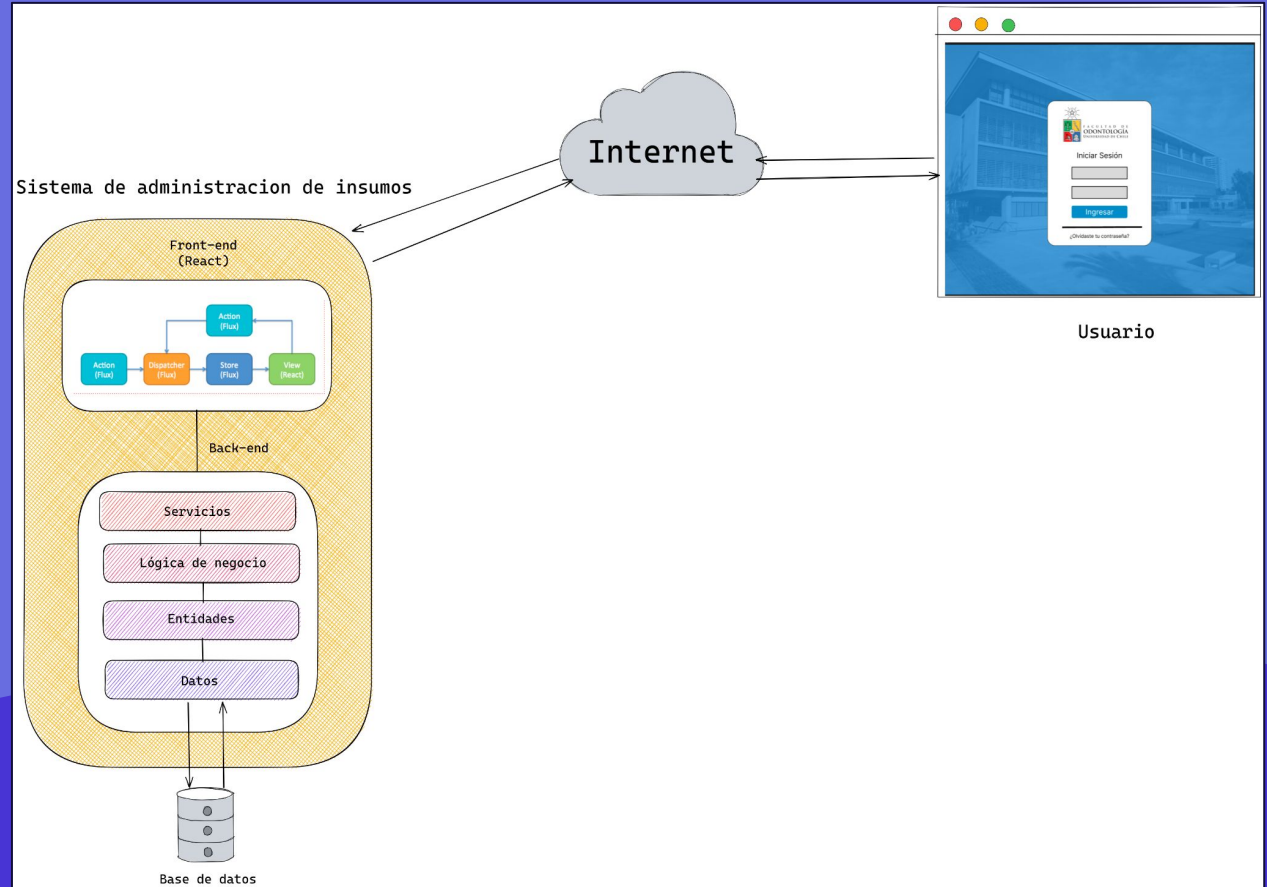 Internet
FACULTAD DE
ODONTOLOGÍA
UNIVERSIDAD DE CHILE
Iniciar Sesión
Ingresar
¿Olvidaste tu contraseña?
Usuario
Sistema de administracion de insumos
Front-end
(React)
Action
(Flux)
Action
(Flux)
Dispatcher
(Flux)
Store
(Flux)
View
(React)
Back-end
Servicios
Lógica de negocio
Entidades
Datos
Base de datos